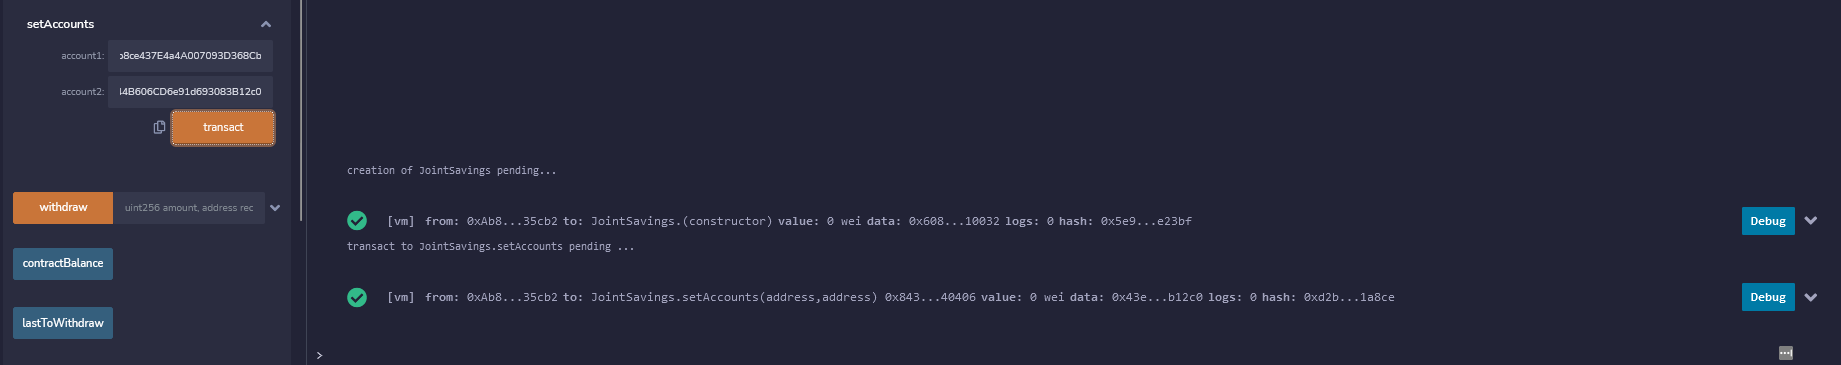 setAccounts
account1: b8ce437E4a4A007093D368Cb
account2: 44B606CD6e91d693083B12c0
transact
withdraw uint256 amount, address rec
contractBalance
lastToWithdraw
creation of JointSavings pending...
[vm] from: 0xAb8...35cb2 to: JointSavings.(constructor) value: 0 wei data: 0x608...10032 logs: 0 hash: 0x5e9...e23bf Debug
transact to JointSavings.setAccounts pending ...
[vm] from: 0xAb8...35cb2 to: JointSavings.setAccounts(address,address) 0x843...40406 value: 0 wei data: 0x43e...b12c0 logs: 0 hash: 0xd2b...1a8ce Debug
>